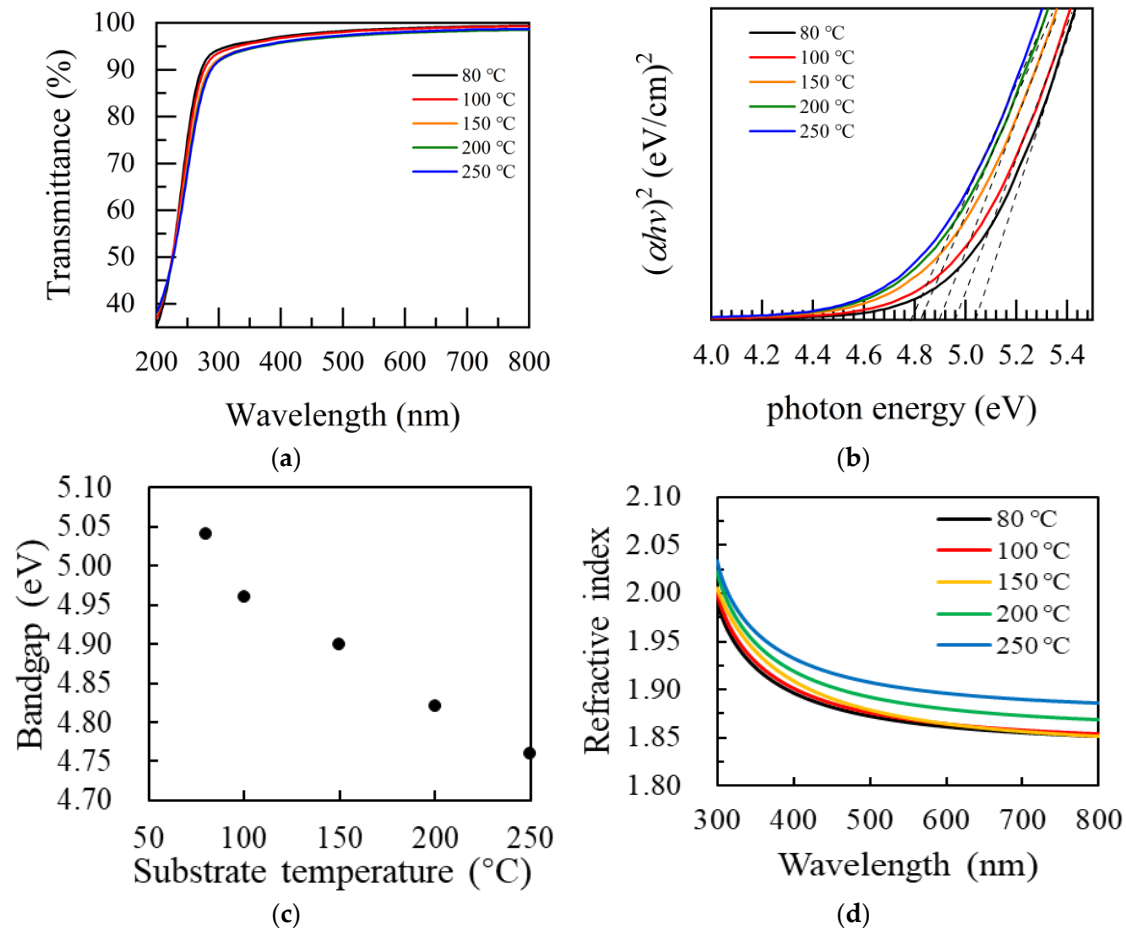 100
90
80
70
60
50
40
Transmittance (%)
80 ℃
100 ℃
150 ℃
200 ℃
250 ℃
200 300 400 500 600 700 800
Wavelength (nm)
(a)
(αhν)² (eV/cm)²
80 ℃
100 ℃
150 ℃
200 ℃
250 ℃
4.0 4.2 4.4 4.6 4.8 5.0 5.2 5.4
photon energy (eV)
(b)
5.10
5.05
5.00
4.95
4.90
4.85
4.80
4.75
4.70
Bandgap (eV)
50 100 150 200 250
Substrate temperature (°C)
(c)
2.10
2.05
2.00
1.95
1.90
1.85
1.80
Refractive index
80 ℃
100 ℃
150 ℃
200 ℃
250 ℃
300 400 500 600 700 800
Wavelength (nm)
(d)